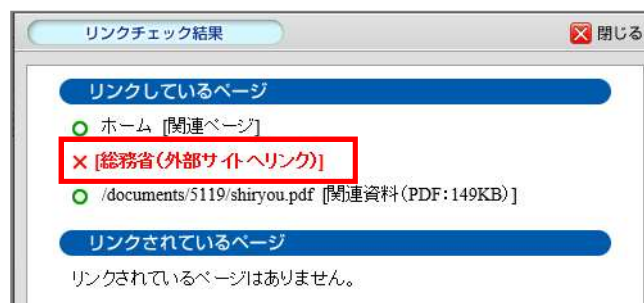 リンクチェック結果
閉じる
リンクしているページ
ホーム [関連ページ]
[総務省(外部サイトへリンク)]
/documents/5119/shiryou.pdf [関連資料(PDF:149KB)]
リンクされているページ
リンクされているページはありません。